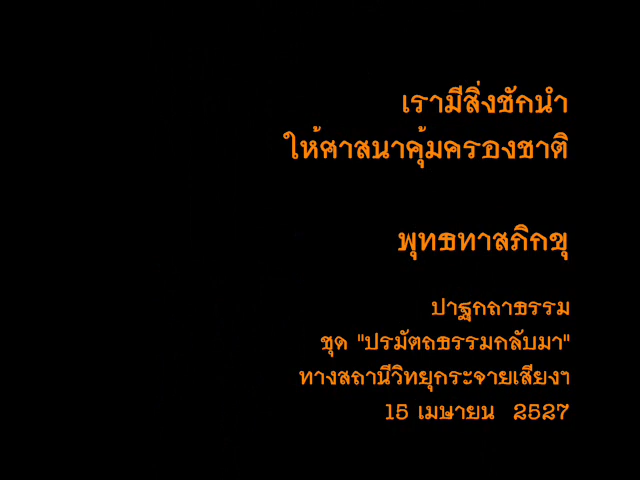 เรามีสิ่งชักนำ
ให้ศาสนาคุ้มครองชาติ
พุทธทาสภิกขุ
ปาฐกถาธรรม
ชุด "ปรมัตถธรรมกลับมา"
ทางสถานีวิทยุกระจายเสียงฯ
15 เมษายน 2527